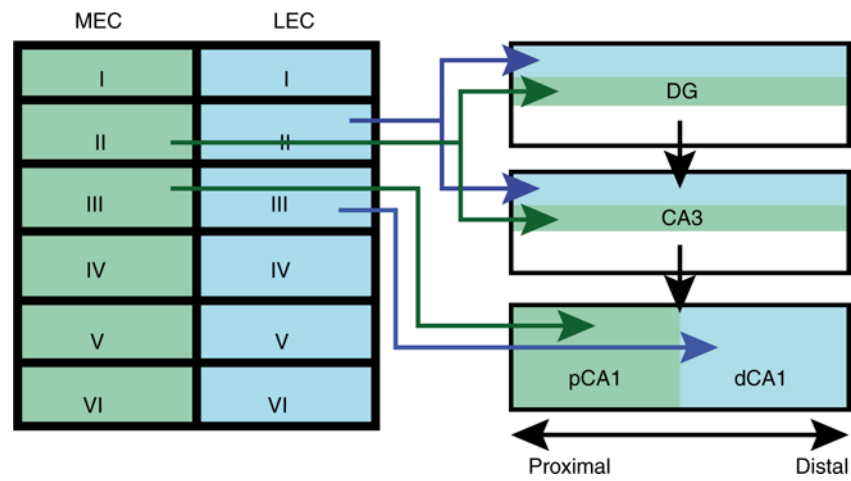 MEC LEC
I I
II II
III III
IV IV
V V
VI VI
DG
CA3
pCA1 dCA1
Proximal Distal